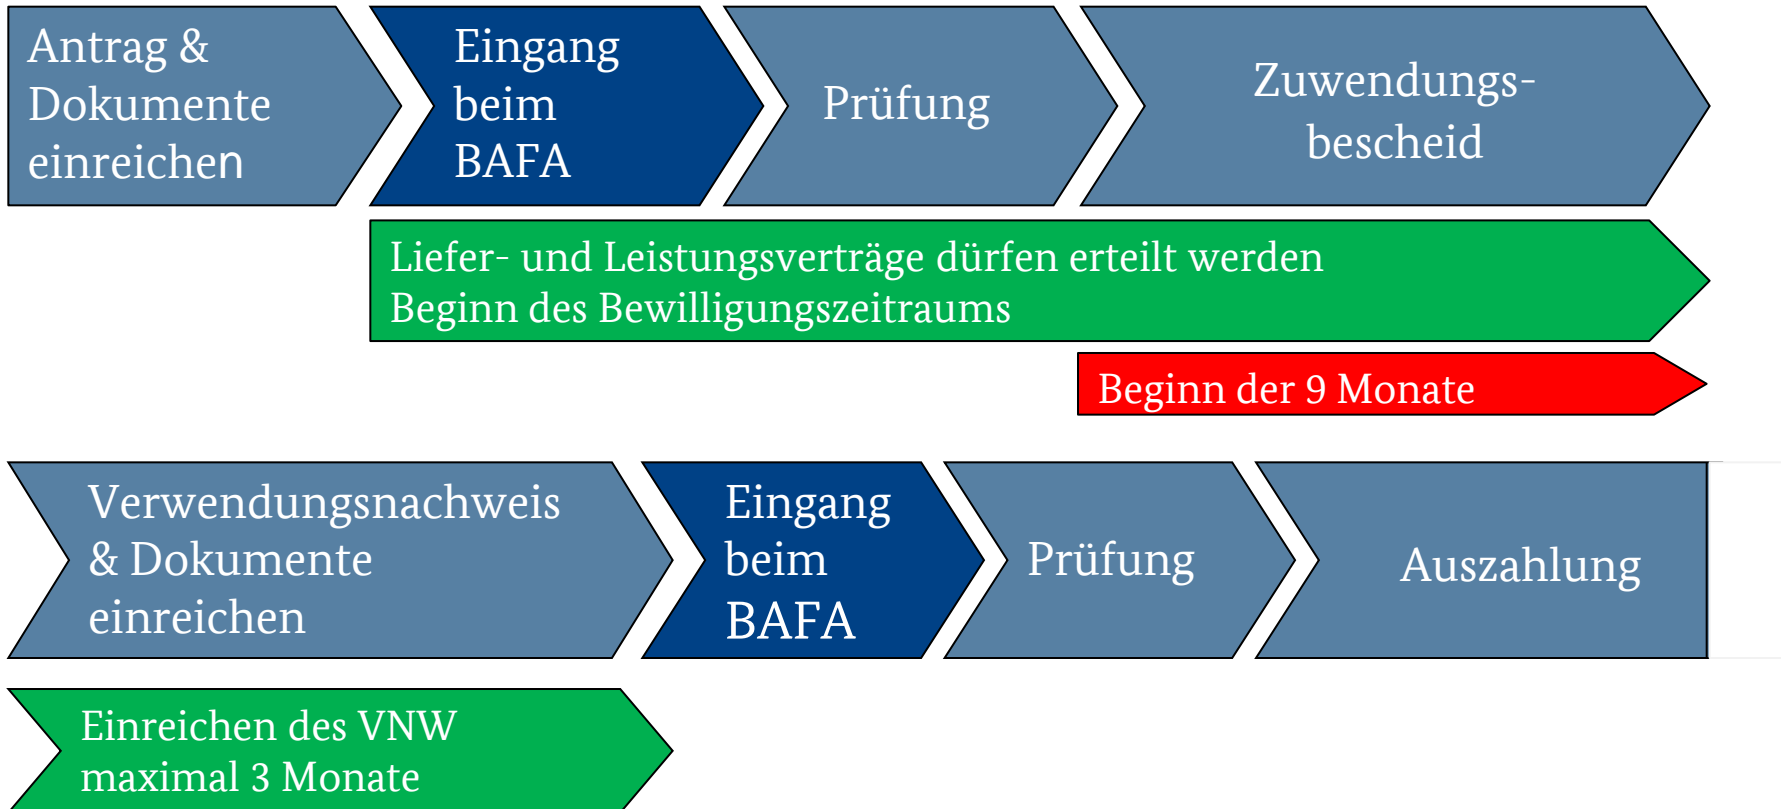 Antrag &
Dokumente
einreichen
Eingang
beim
BAFA
Prüfung
Zuwendungs-
bescheid
Liefer- und Leistungsverträge dürfen erteilt werden
Beginn des Bewilligungszeitraums
Beginn der 9 Monate
Verwendungsnachweis
& Dokumente
einreichen
Eingang
beim
BAFA
Prüfung
Auszahlung
Einreichen des VNW
maximal 3 Monate